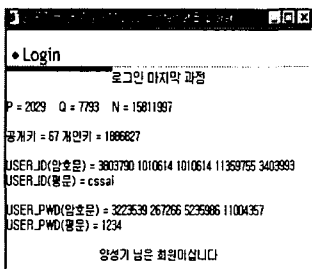 Login
로그인 마지막 과정
P = 2029 Q = 7793 N = 15811997
공개키 = 67 개인키 = 1886827
USER_ID(암호문) = 3803790 1010614 1010614 11359755 3403993
USER_ID(평문) = cssai
USER_PWD(암호문) = 3223539 267266 5235986 11004357
USER_PWD(평문) = 1234
양성기 님은 회원이십니다